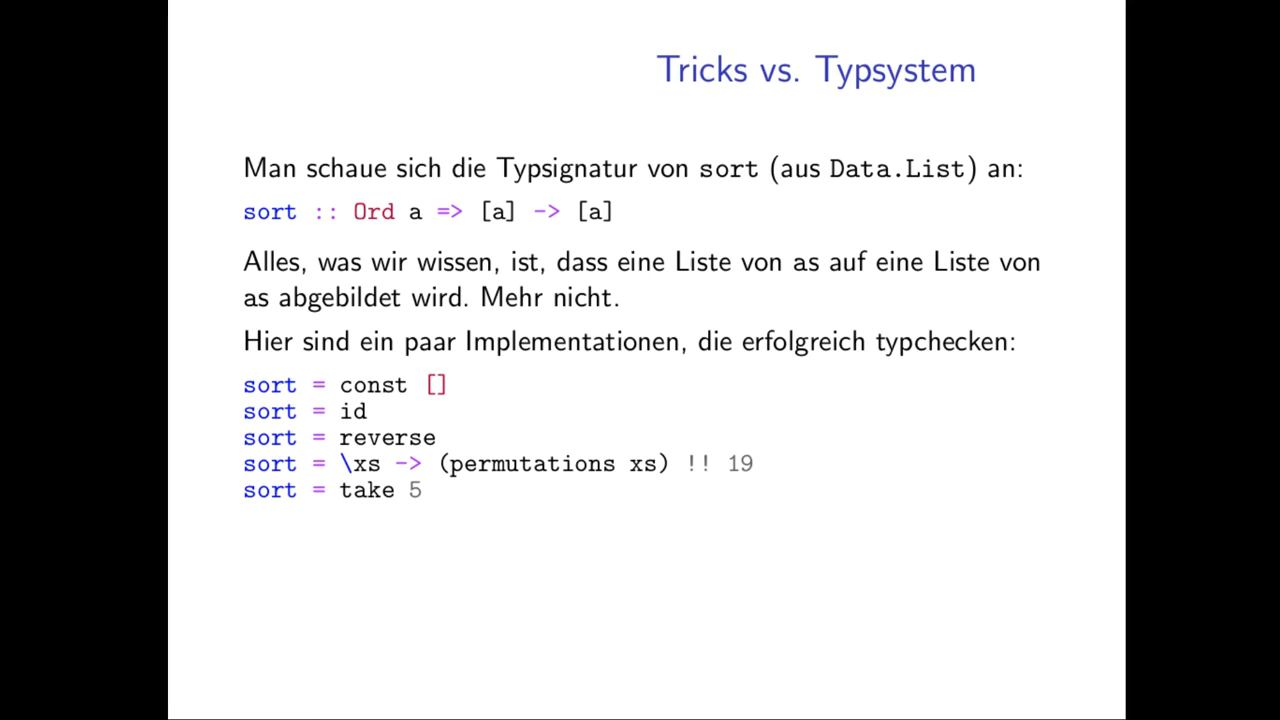 Tricks vs. Typsystem
Man schaue sich die Typsignatur von sort (aus Data.List) an:
sort :: Ord a => [a] -> [a]
Alles, was wir wissen, ist, dass eine Liste von as auf eine Liste von
as abgebildet wird. Mehr nicht.
Hier sind ein paar Implementationen, die erfolgreich typchecken:
sort = const []
sort = id
sort = reverse
sort = \xs -> (permutations xs) !! 19
sort = take 5